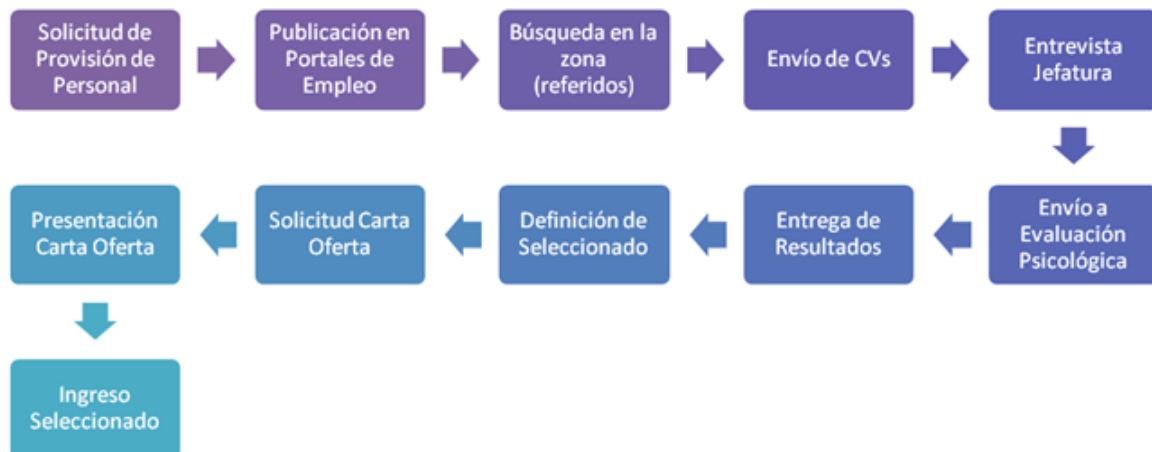 Solicitud de
Provisión de
Personal
Publicación en
Portales de
Empleo
Búsqueda en la
zona
(referidos)
Envío de CVs
Entrevista
Jefatura
Envío a
Evaluación
Psicológica
Entrega de
Resultados
Definición de
Seleccionado
Solicitud Carta
Oferta
Presentación
Carta Oferta
Ingreso
Seleccionado